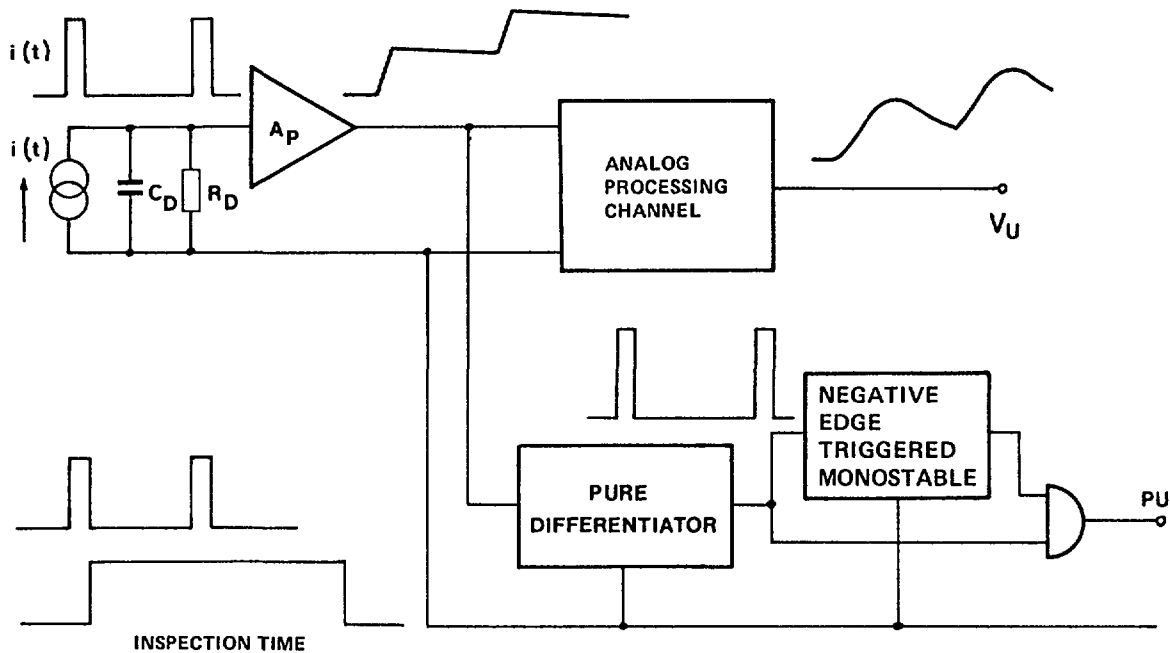 i(t)
i(t)
A_P
C_D
R_D
ANALOG
PROCESSING
CHANNEL
V_U
NEGATIVE
EDGE
TRIGGERED
MONOSTABLE
PURE
DIFFERENTIATOR
PU
INSPECTION TIME